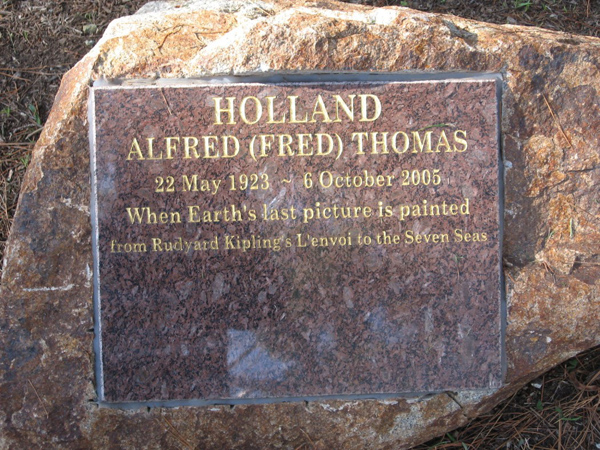 HOLLAND
ALFRED (FRED) THOMAS
22 May 1923 ~ 6 October 2005
When Earth's last picture is painted
from Rudyard Kipling's L'envoi to the Seven Seas